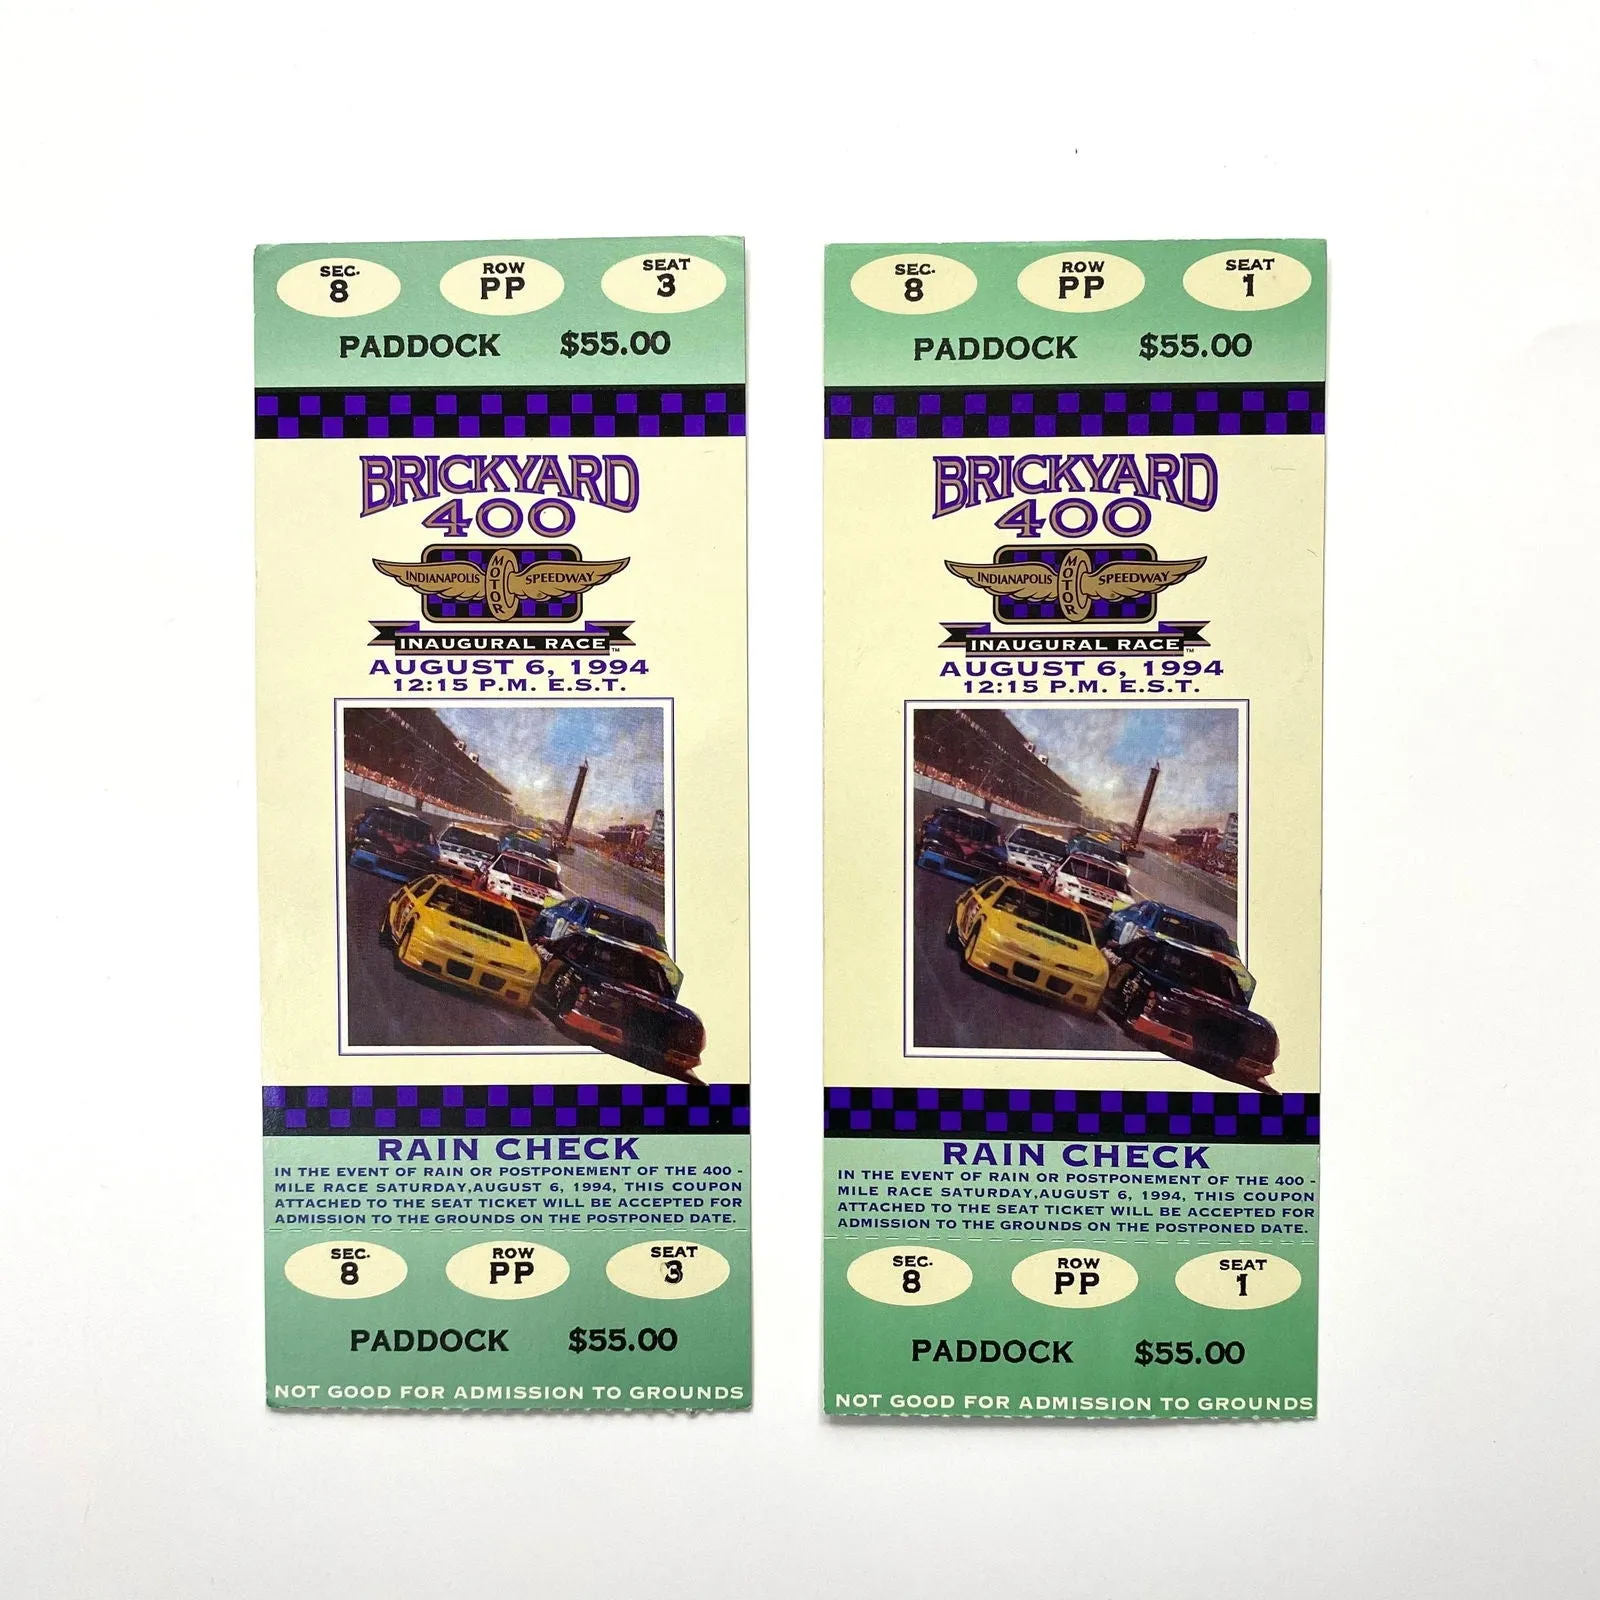 SEC. ROW SEAT
8 PP 3
PADDOCK $55.00
BRICKYARD
400
INDIANAPOLIS MOTOR SPEEDWAY
INAUGURAL RACE™
AUGUST 6, 1994
12:15 P.M. E.S.T.
RAIN CHECK
IN THE EVENT OF RAIN OR POSTPONEMENT OF THE 400 -
MILE RACE SATURDAY,AUGUST 6, 1994, THIS COUPON
ATTACHED TO THE SEAT TICKET WILL BE ACCEPTED FOR
ADMISSION TO THE GROUNDS ON THE POSTPONED DATE.
SEC. ROW SEAT
8 PP 3
PADDOCK $55.00
NOT GOOD FOR ADMISSION TO GROUNDS
SEC. ROW SEAT
8 PP 1
PADDOCK $55.00
BRICKYARD
400
INDIANAPOLIS MOTOR SPEEDWAY
INAUGURAL RACE™
AUGUST 6, 1994
12:15 P.M. E.S.T.
RAIN CHECK
IN THE EVENT OF RAIN OR POSTPONEMENT OF THE 400 -
MILE RACE SATURDAY,AUGUST 6, 1994, THIS COUPON
ATTACHED TO THE SEAT TICKET WILL BE ACCEPTED FOR
ADMISSION TO THE GROUNDS ON THE POSTPONED DATE.
SEC. ROW SEAT
8 PP 1
PADDOCK $55.00
NOT GOOD FOR ADMISSION TO GROUNDS